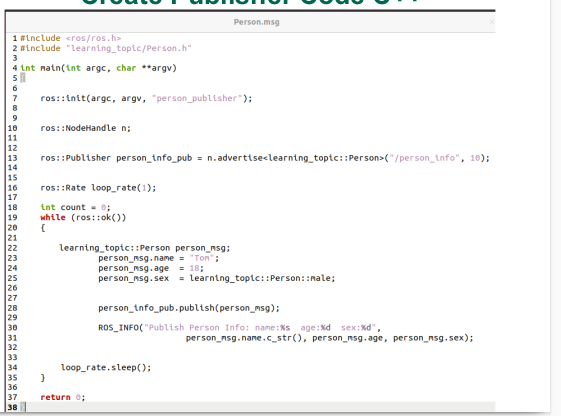 Create Publisher Code C++
Person.msg
1 #include <ros/ros.h>
2 #include "learning_topic/Person.h"
3
4 int main(int argc, char **argv)
5 {
6
7     ros::init(argc, argv, "person_publisher");
8
9
10     ros::NodeHandle n;
11
12
13     ros::Publisher person_info_pub = n.advertise<learning_topic::Person>("/person_info", 10);
14
15
16     ros::Rate loop_rate(1);
17
18     int count = 0;
19     while (ros::ok())
20     {
21
22         learning_topic::Person person_msg;
23                 person_msg.name = "Tom";
24                 person_msg.age  = 18;
25                 person_msg.sex  = learning_topic::Person::male;
26
27
28                 person_info_pub.publish(person_msg);
29
30                 ROS_INFO("Publish Person Info: name:%s  age:%d  sex:%d",
31                                 person_msg.name.c_str(), person_msg.age, person_msg.sex);
32
33
34         loop_rate.sleep();
35     }
36
37     return 0;
38 }